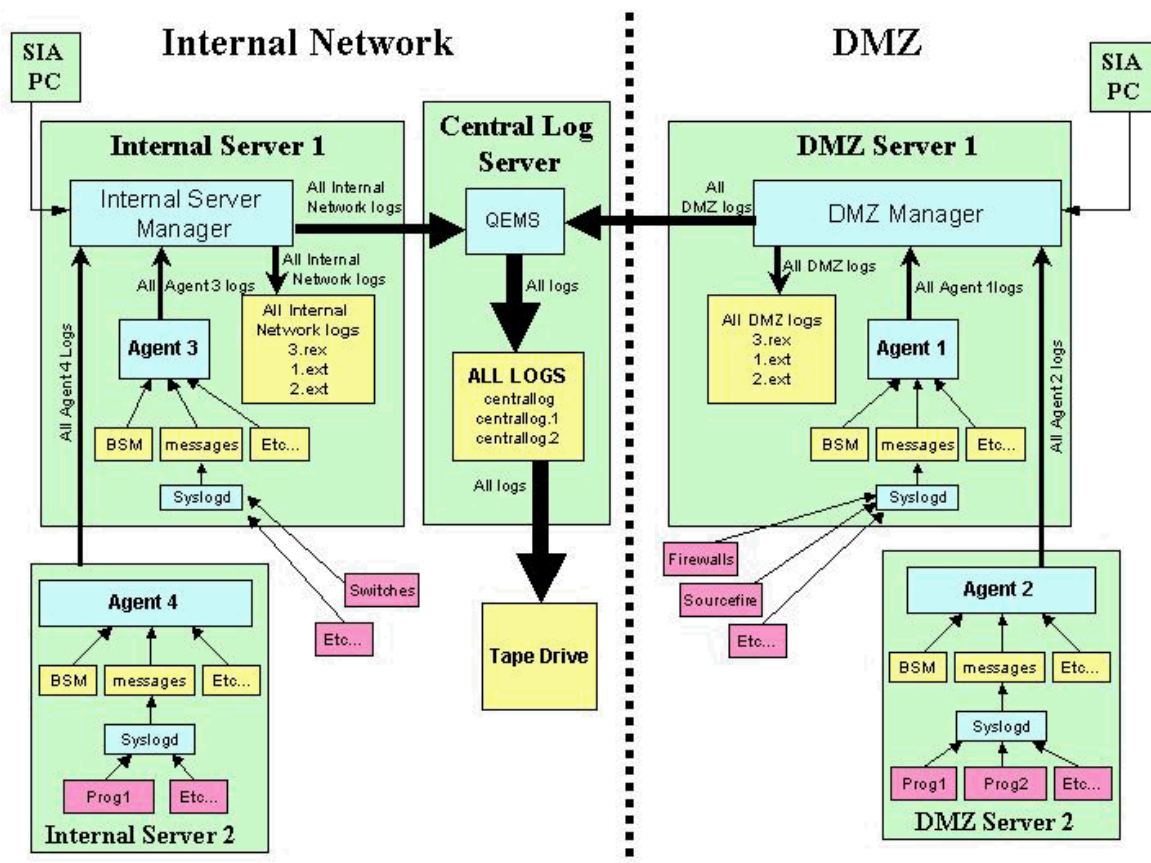 Internal Network
DMZ
SIA
PC
SIA
PC
Internal Server 1
Internal Server
Manager
All Internal
Network logs
All Internal
Network logs
All Agent 3 logs
All Agent 4 Logs
Agent 3
All Internal
Network logs
3.rex
1.ext
2.ext
BSM
messages
Etc...
Syslogd
Switches
Etc...
Agent 4
BSM
messages
Etc...
Syslogd
Prog1
Etc...
Internal Server 2
Central Log
Server
QEMS
All logs
ALL LOGS
centrallog
centrallog.1
centrallog.2
All logs
Tape Drive
DMZ Server 1
All
DMZ logs
DMZ Manager
All DMZ logs
All Agent 1logs
All Agent 2 logs
All DMZ logs
3.rex
1.ext
2.ext
Agent 1
BSM
messages
Etc...
Syslogd
Firewalls
Sourcefire
Etc...
Agent 2
BSM
messages
Etc...
Syslogd
Prog1
Prog2
Etc...
DMZ Server 2